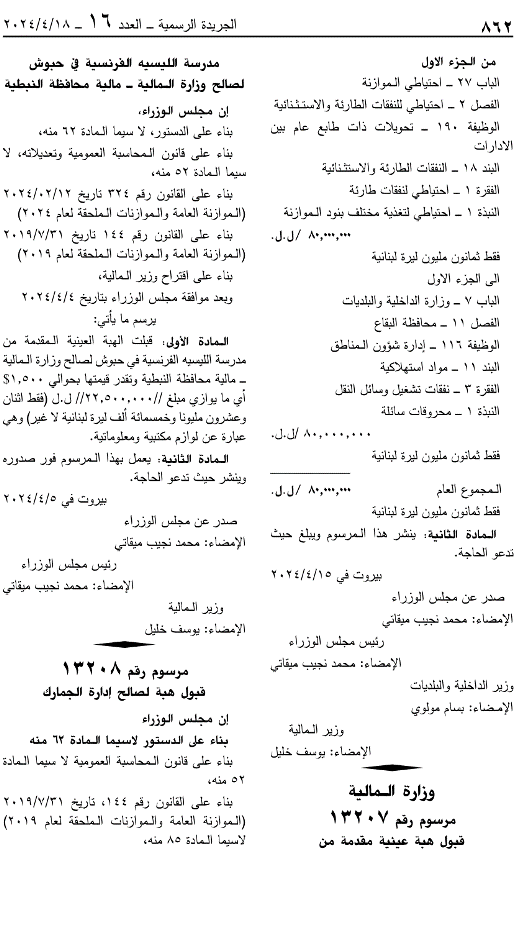 ٨٦٢
الجريدة الرسمية ـ العدد ١٦ ـ ٢٠٢٤/٤/١٨
من الجزء الاول
الباب ٢٧ ـ احتياطي الموازنة
الفصل ٢ ـ احتياطي للنفقات الطارئة والاستثنائية
الوظيفة ١٩٠ ـ تحويلات ذات طابع عام بين
الادارات
البند ١٨ ـ النفقات الطارئة والاستثنائية
الفقرة ١ ـ احتياطي لنفقات طارئة
النبذة ١ ـ احتياطي لتغذية مختلف بنود الموازنة
٨٠,٠٠٠,٠٠٠ /ل.ل.
فقط ثمانون مليون ليرة لبنانية
الى الجزء الاول
الباب ٧ ـ وزارة الداخلية والبلديات
الفصل ١١ ـ محافظة البقاع
الوظيفة ١١٦ ـ إدارة شؤون المناطق
البند ١١ ـ مواد استهلاكية
الفقرة ٣ ـ نفقات تشغيل وسائل النقل
النبذة ١ ـ محروقات سائلة
٨٠,٠٠٠,٠٠٠ /ل.ل.
فقط ثمانون مليون ليرة لبنانية
المجموع العام ٨٠,٠٠٠,٠٠٠ /ل.ل.
فقط ثمانون مليون ليرة لبنانية
المادة الثانية: ينشر هذا المرسوم ويبلغ حيث
تدعو الحاجة.
بيروت في ٢٠٢٤/٤/١٥
صدر عن مجلس الوزراء
الإمضاء: محمد نجيب ميقاتي
رئيس مجلس الوزراء
الإمضاء: محمد نجيب ميقاتي
وزير الداخلية والبلديات
الإمضاء: بسام مولوي
وزير المالية
الإمضاء: يوسف خليل
وزارة المالية
مرسوم رقم ١٣٢٠٧
قبول هبة عينية مقدمة من
مدرسة الليسيه الفرنسية في حبوش
لصالح وزارة المالية ـ مالية محافظة النبطية
إن مجلس الوزراء،
بناء على الدستور، لا سيما المادة ٦٢ منه،
بناء على قانون المحاسبة العمومية وتعديلاته، لا
سيما المادة ٥٢ منه،
بناء على القانون رقم ٣٢٤ تاريخ ٢٠٢٤/٠٢/١٢
(الموازنة العامة والموازنات الملحقة لعام ٢٠٢٤)
بناء على القانون رقم ١٤٤ تاريخ ٢٠١٩/٧/٣١
(الموازنة العامة والموازنات الملحقة لعام ٢٠١٩)
بناء على اقتراح وزير المالية،
وبعد موافقة مجلس الوزراء بتاريخ ٢٠٢٤/٤/٤
يرسم ما يأتي:
المادة الأولى: قبلت الهبة العينية المقدمة من
مدرسة الليسيه الفرنسية في حبوش لصالح وزارة المالية
ـ مالية محافظة النبطية وتقدر قيمتها بحوالي ١,٥٠٠$
أي ما يوازي مبلغ //٢٢,٥٠٠,٠٠٠// ل.ل (فقط اثنان
وعشرون مليونا وخمسمائة ألف ليرة لبنانية لا غير) وهي
عبارة عن لوازم مكتبية ومعلوماتية.
المادة الثانية: يعمل بهذا المرسوم فور صدوره
وينشر حيث تدعو الحاجة.
بيروت في ٢٠٢٤/٤/٥
صدر عن مجلس الوزراء
الإمضاء: محمد نجيب ميقاتي
رئيس مجلس الوزراء
الإمضاء: محمد نجيب ميقاتي
وزير المالية
الإمضاء: يوسف خليل
مرسوم رقم ١٣٢٠٨
قبول هبة لصالح إدارة الجمارك
إن مجلس الوزراء
بناء على الدستور لاسيما المادة ٦٢ منه
بناء على قانون المحاسبة العمومية لا سيما المادة
٥٢ منه،
بناء على القانون رقم ١٤٤، تاريخ ٢٠١٩/٧/٣١
(الموازنة العامة والموازنات الملحقة لعام ٢٠١٩)
لاسيما المادة ٨٥ منه،